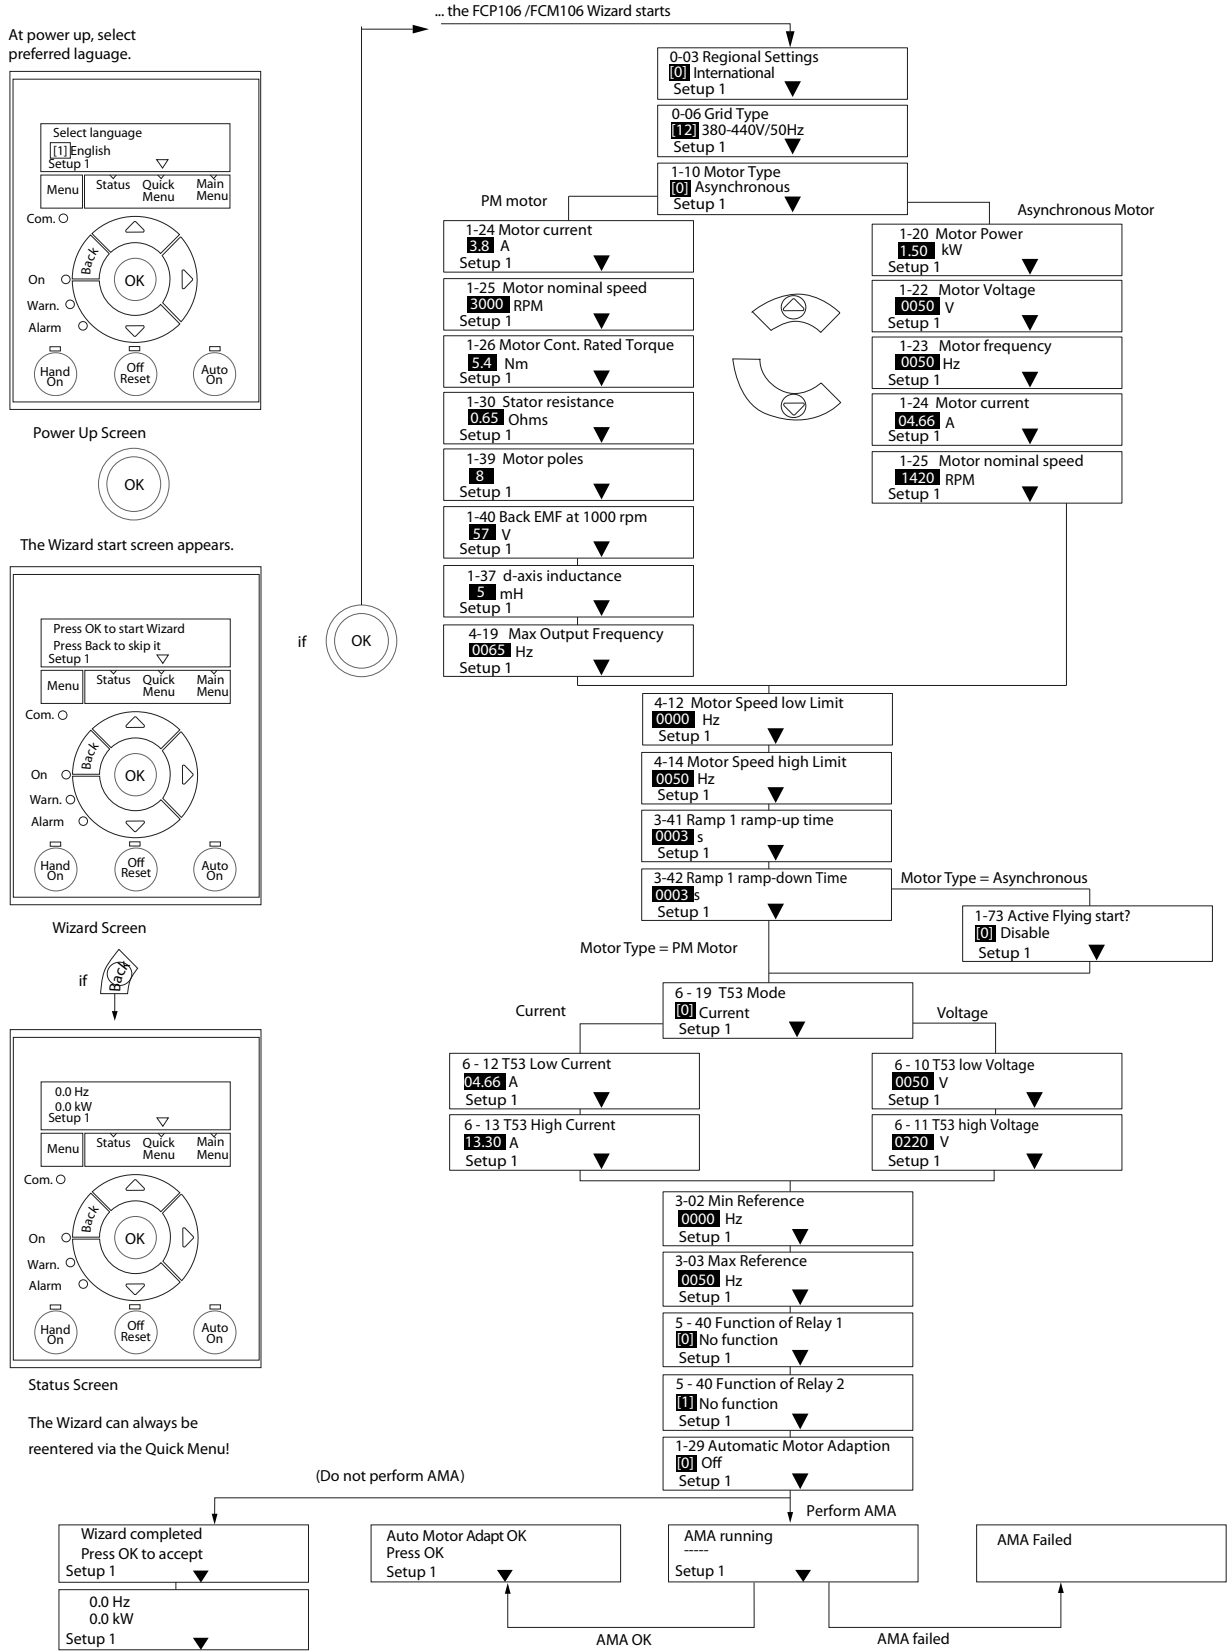 ... the FCP106 /FCM106 Wizard starts
At power up, select
preferred laguage.
Select language
[1] English
Setup 1
Menu
Status
Quick
Menu
Main
Menu
Com.
Back
OK
On
Warn.
Alarm
Hand
On
Off
Reset
Auto
On
Power Up Screen
OK
The Wizard start screen appears.
Press OK to start Wizard
Press Back to skip it
Setup 1
Menu
Status
Quick
Menu
Main
Menu
Com.
Back
OK
On
Warn.
Alarm
Hand
On
Off
Reset
Auto
On
Wizard Screen
if
Back
0.0 Hz
0.0 kW
Setup 1
Menu
Status
Quick
Menu
Main
Menu
Com.
Back
OK
On
Warn.
Alarm
Hand
On
Off
Reset
Auto
On
Status Screen
The Wizard can always be
reentered via the Quick Menu!
if
OK
0-03 Regional Settings
[0] International
Setup 1
0-06 Grid Type
[12] 380-440V/50Hz
Setup 1
1-10 Motor Type
[0] Asynchronous
Setup 1
PM motor
Asynchronous Motor
1-24 Motor current
3.8 A
Setup 1
1-25 Motor nominal speed
3000 RPM
Setup 1
1-26 Motor Cont. Rated Torque
5.4 Nm
Setup 1
1-30 Stator resistance
0.65 Ohms
Setup 1
1-39 Motor poles
8
Setup 1
1-40 Back EMF at 1000 rpm
57 V
Setup 1
1-37 d-axis inductance
5 mH
Setup 1
4-19 Max Output Frequency
0065 Hz
Setup 1
1-20 Motor Power
1.50 kW
Setup 1
1-22 Motor Voltage
0050 V
Setup 1
1-23 Motor frequency
0050 Hz
Setup 1
1-24 Motor current
04.66 A
Setup 1
1-25 Motor nominal speed
1420 RPM
Setup 1
4-12 Motor Speed low Limit
0000 Hz
Setup 1
4-14 Motor Speed high Limit
0050 Hz
Setup 1
3-41 Ramp 1 ramp-up time
0003 s
Setup 1
3-42 Ramp 1 ramp-down Time
0003 s
Setup 1
Motor Type = Asynchronous
1-73 Active Flying start?
[0] Disable
Setup 1
Motor Type = PM Motor
6 - 19 T53 Mode
[0] Current
Setup 1
Current
Voltage
6 - 12 T53 Low Current
04.66 A
Setup 1
6 - 13 T53 High Current
13.30 A
Setup 1
6 - 10 T53 low Voltage
0050 V
Setup 1
6 - 11 T53 high Voltage
0220 V
Setup 1
3-02 Min Reference
0000 Hz
Setup 1
3-03 Max Reference
0050 Hz
Setup 1
5 - 40 Function of Relay 1
[0] No function
Setup 1
5 - 40 Function of Relay 2
[1] No function
Setup 1
1-29 Automatic Motor Adaption
[0] Off
Setup 1
(Do not perform AMA)
Perform AMA
Wizard completed
Press OK to accept
Setup 1
0.0 Hz
0.0 kW
Setup 1
Auto Motor Adapt OK
Press OK
Setup 1
AMA running
-----
Setup 1
AMA Failed
AMA OK
AMA failed